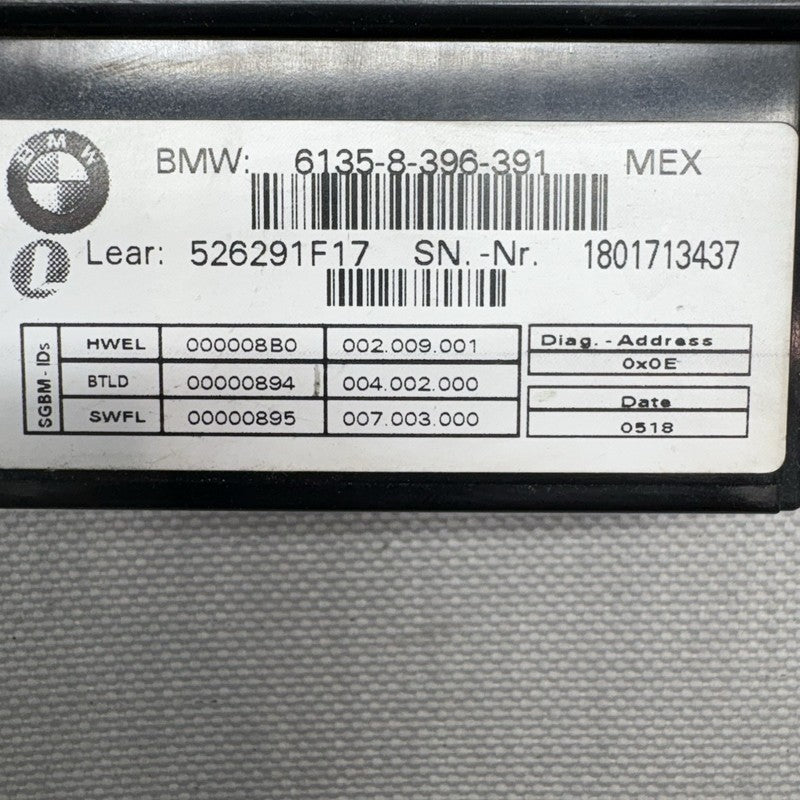 BMW
BMW: 6135-8-396-391 MEX
Lear: 526291F17 SN.-Nr. 1801713437
SGBM-IDs
HWEL 000008B0 002.009.001
BTLD 00000894 004.002.000
SWFL 00000895 007.003.000
Diag.-Address
0x0E
Date
0518